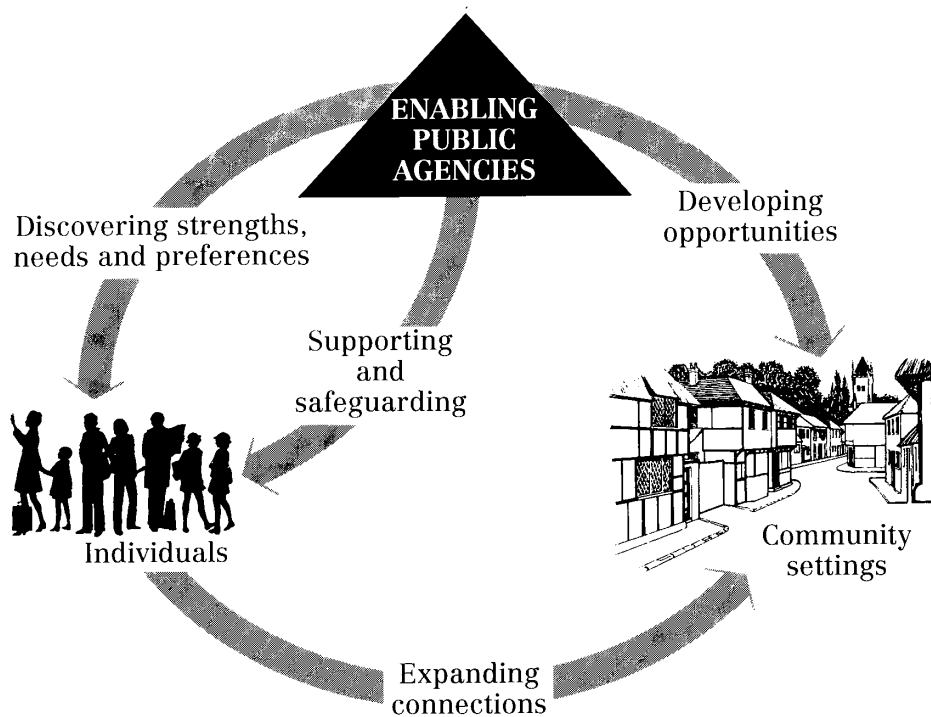 ENABLING
PUBLIC
AGENCIES
Discovering strengths,
needs and preferences
Developing
opportunities
Supporting
and
safeguarding
Individuals
Community
settings
Expanding
connections